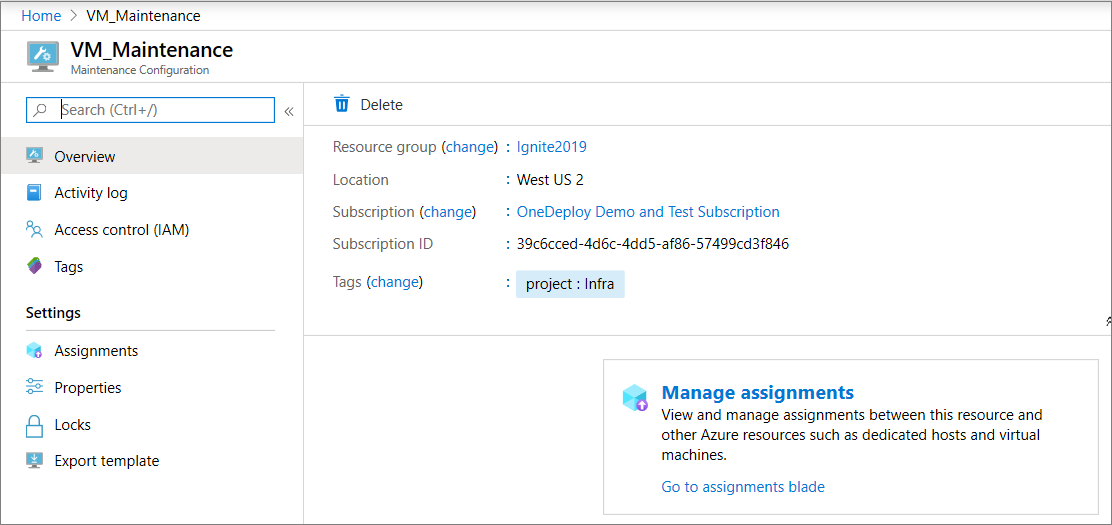 Home > VM_Maintenance
VM_Maintenance
Maintenance Configuration
Search (Ctrl+/)
«
Overview
Activity log
Access control (IAM)
Tags
Settings
Assignments
Properties
Locks
Export template
Delete
Resource group (change) : Ignite2019
Location : West US 2
Subscription (change) : OneDeploy Demo and Test Subscription
Subscription ID : 39c6cced-4d6c-4dd5-af86-57499cd3f846
Tags (change) : project : Infra
Manage assignments
View and manage assignments between this resource and
other Azure resources such as dedicated hosts and virtual
machines.
Go to assignments blade